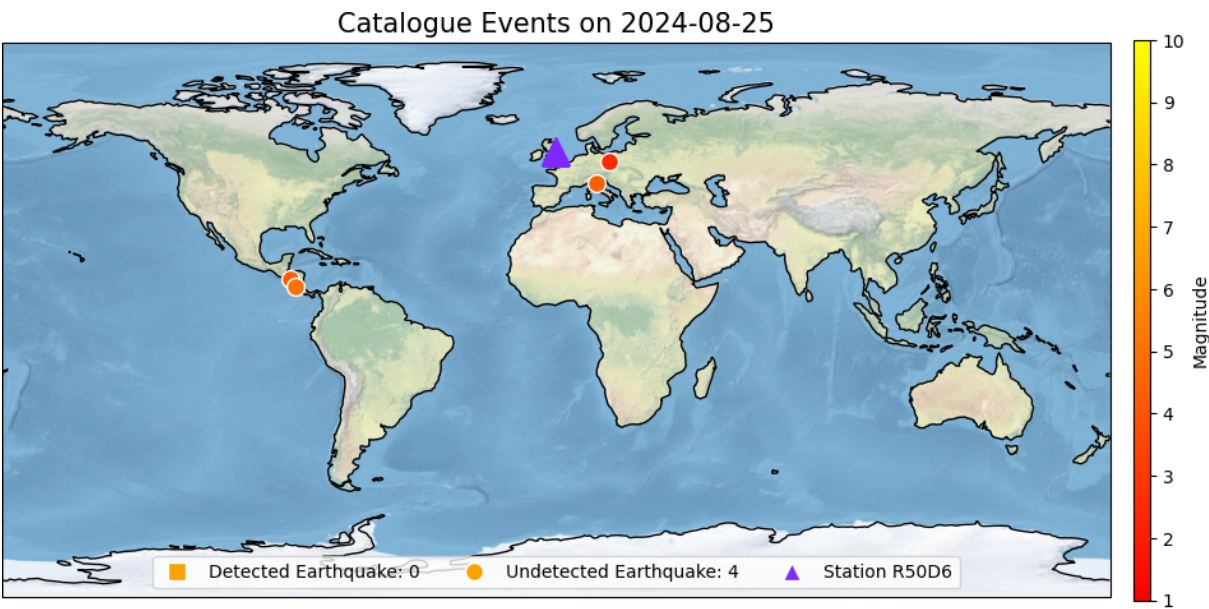 Catalogue Events on 2024-08-25
10
9
8
7
6
5
4
3
2
1
Magnitude
Detected Earthquake: 0
Undetected Earthquake: 4
Station R50D6